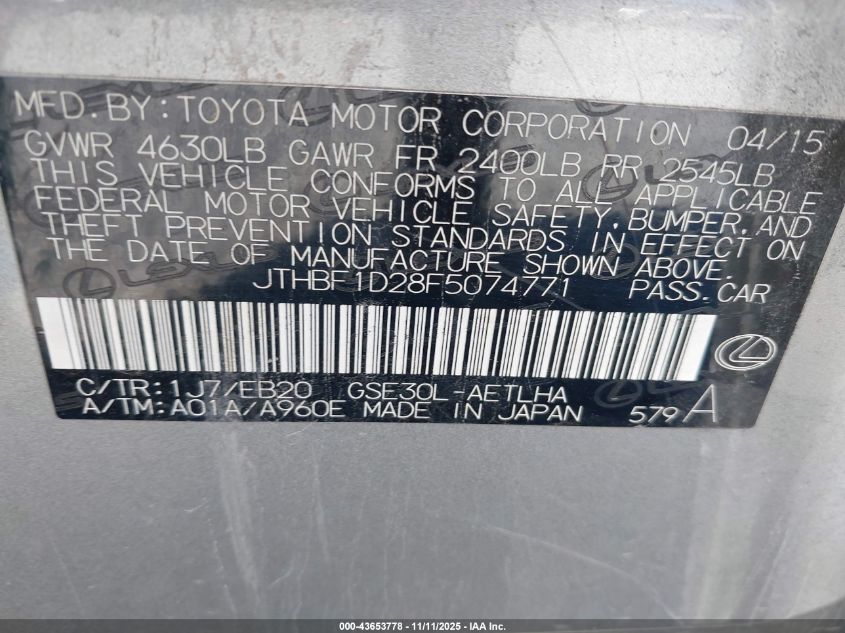 MFD. BY: TOYOTA MOTOR CORPORATION 04/15
GVWR 4630LB GAWR FR 2400LB RR 2545LB
THIS VEHICLE CONFORMS TO ALL APPLICABLE
FEDERAL MOTOR VEHICLE SAFETY, BUMPER, AND
THEFT PREVENTION STANDARDS IN EFFECT ON
THE DATE OF MANUFACTURE SHOWN ABOVE.
JTHBF1D28F5074771 PASS. CAR
C/TR: 1J7/EB20 GSE30L-AETLHA
A/TM: A01A/A960E MADE IN JAPAN 579 A
000-43653778 - 11/11/2025 - IAA Inc.